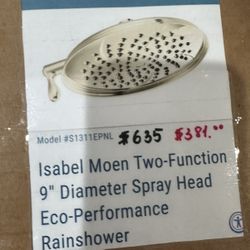 Model #S1311EPNL $635 $381.00
Isabel Moen Two-Function
9" Diameter Spray Head
Eco-Performance
Rainshower